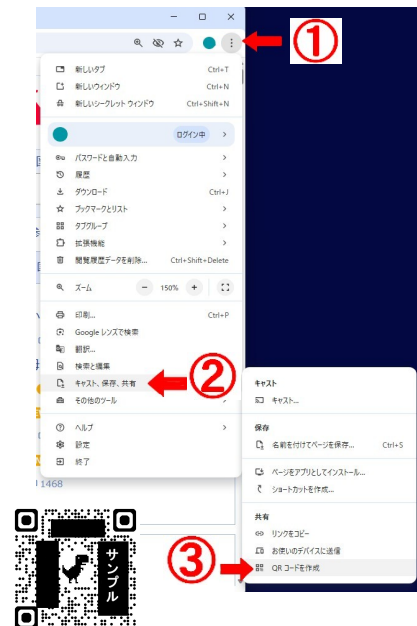 ①
新しいタブ Ctrl+T
新しいウィンドウ Ctrl+N
新しいシークレット ウィンドウ Ctrl+Shift+N
ログイン中
パスワードと自動入力
履歴
ダウンロード Ctrl+J
ブックマークとリスト
タブグループ
拡張機能
閲覧履歴データを削除... Ctrl+Shift+Delete
ズーム − 150% +
印刷... Ctrl+P
Google レンズで検索
翻訳...
検索と編集
キャスト、保存、共有
②
その他のツール
ヘルプ
設定
終了
1468
キャスト
キャスト...
保存
名前を付けてページを保存... Ctrl+S
ページをアプリとしてインストール...
ショートカットを作成...
共有
リンクをコピー
お使いのデバイスに送信
③
QR コードを作成
サンプル